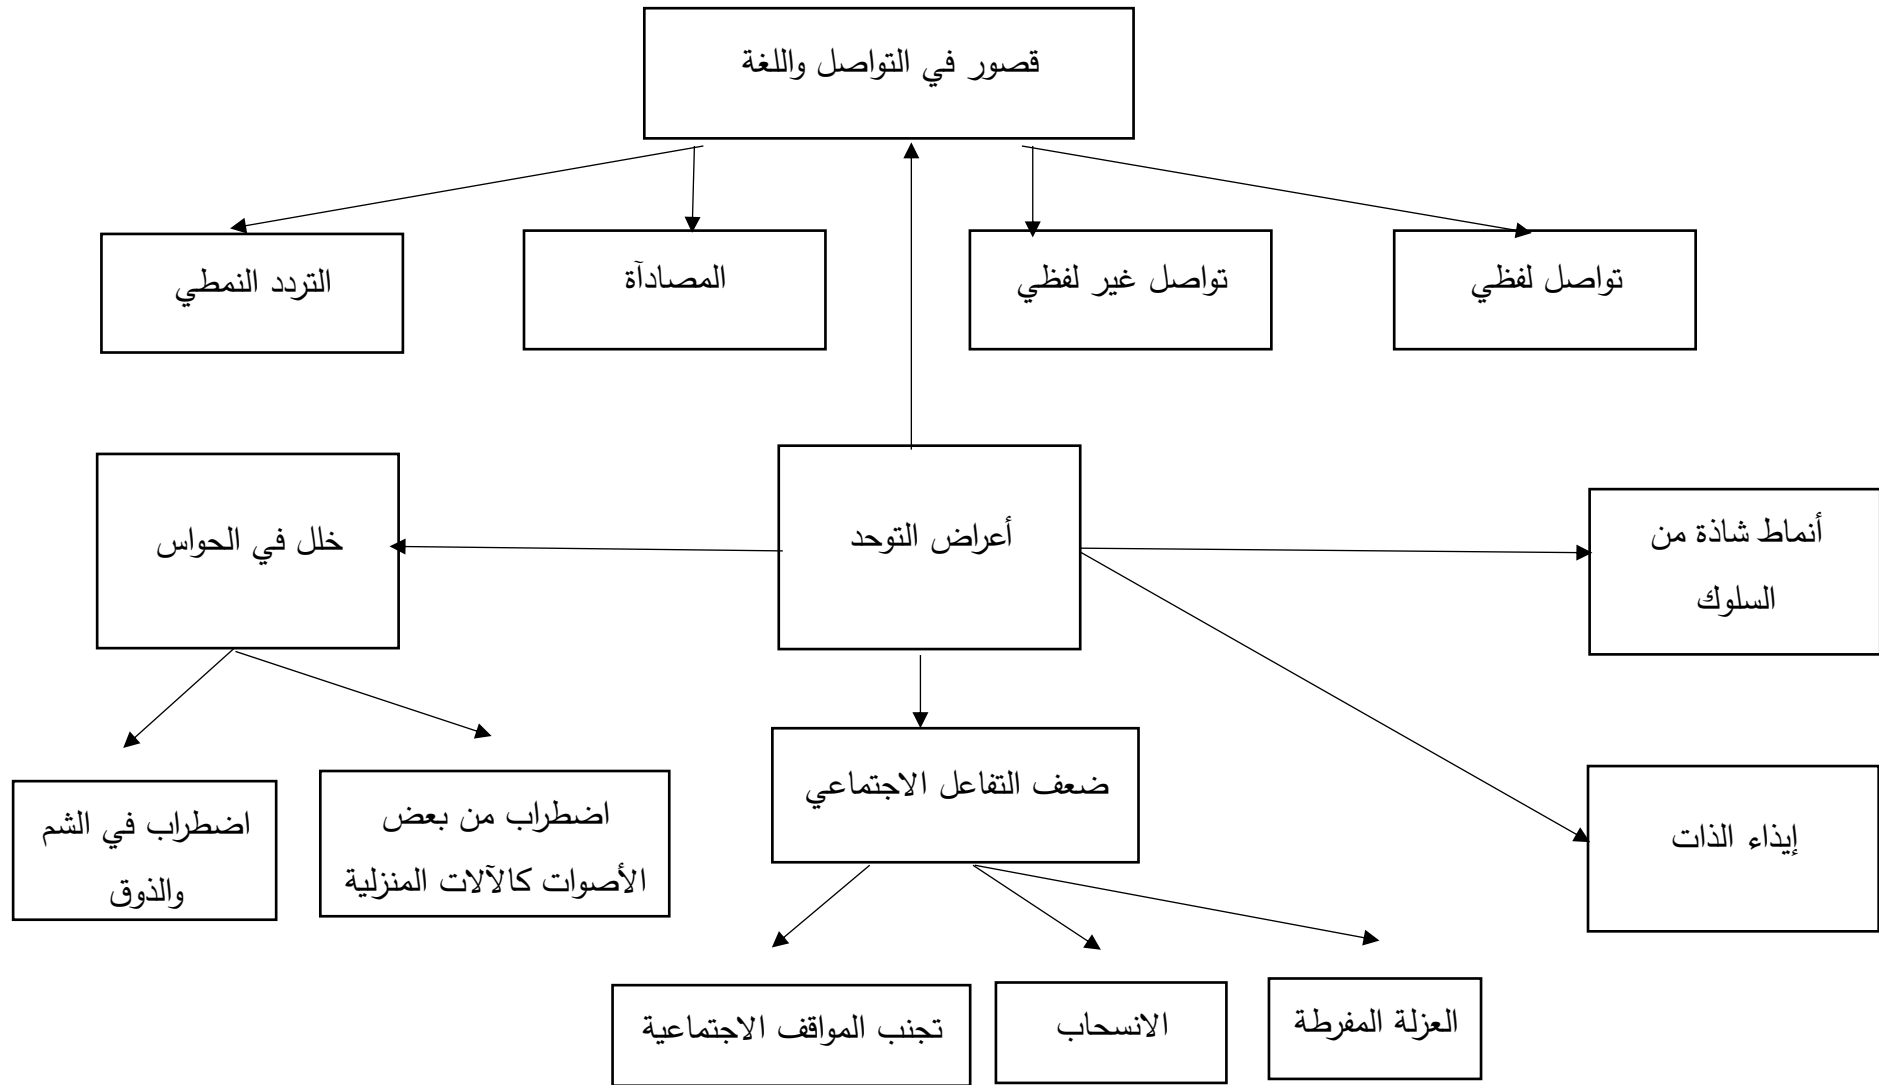 قصور في التواصل واللغة
تواصل لفظي
تواصل غير لفظي
المصادآة
التردد النمطي
أنماط شاذة من
السلوك
أعراض التوحد
خلل في الحواس
إيذاء الذات
ضعف التفاعل الاجتماعي
اضطراب من بعض
الأصوات كالآلات المنزلية
اضطراب في الشم
والذوق
العزلة المفرطة
الانسحاب
تجنب المواقف الاجتماعية